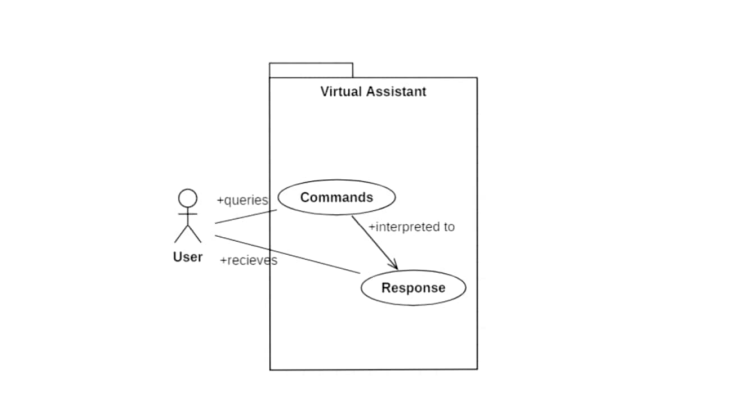 Virtual Assistant
+queries
Commands
+interpreted to
User
+recieves
Response